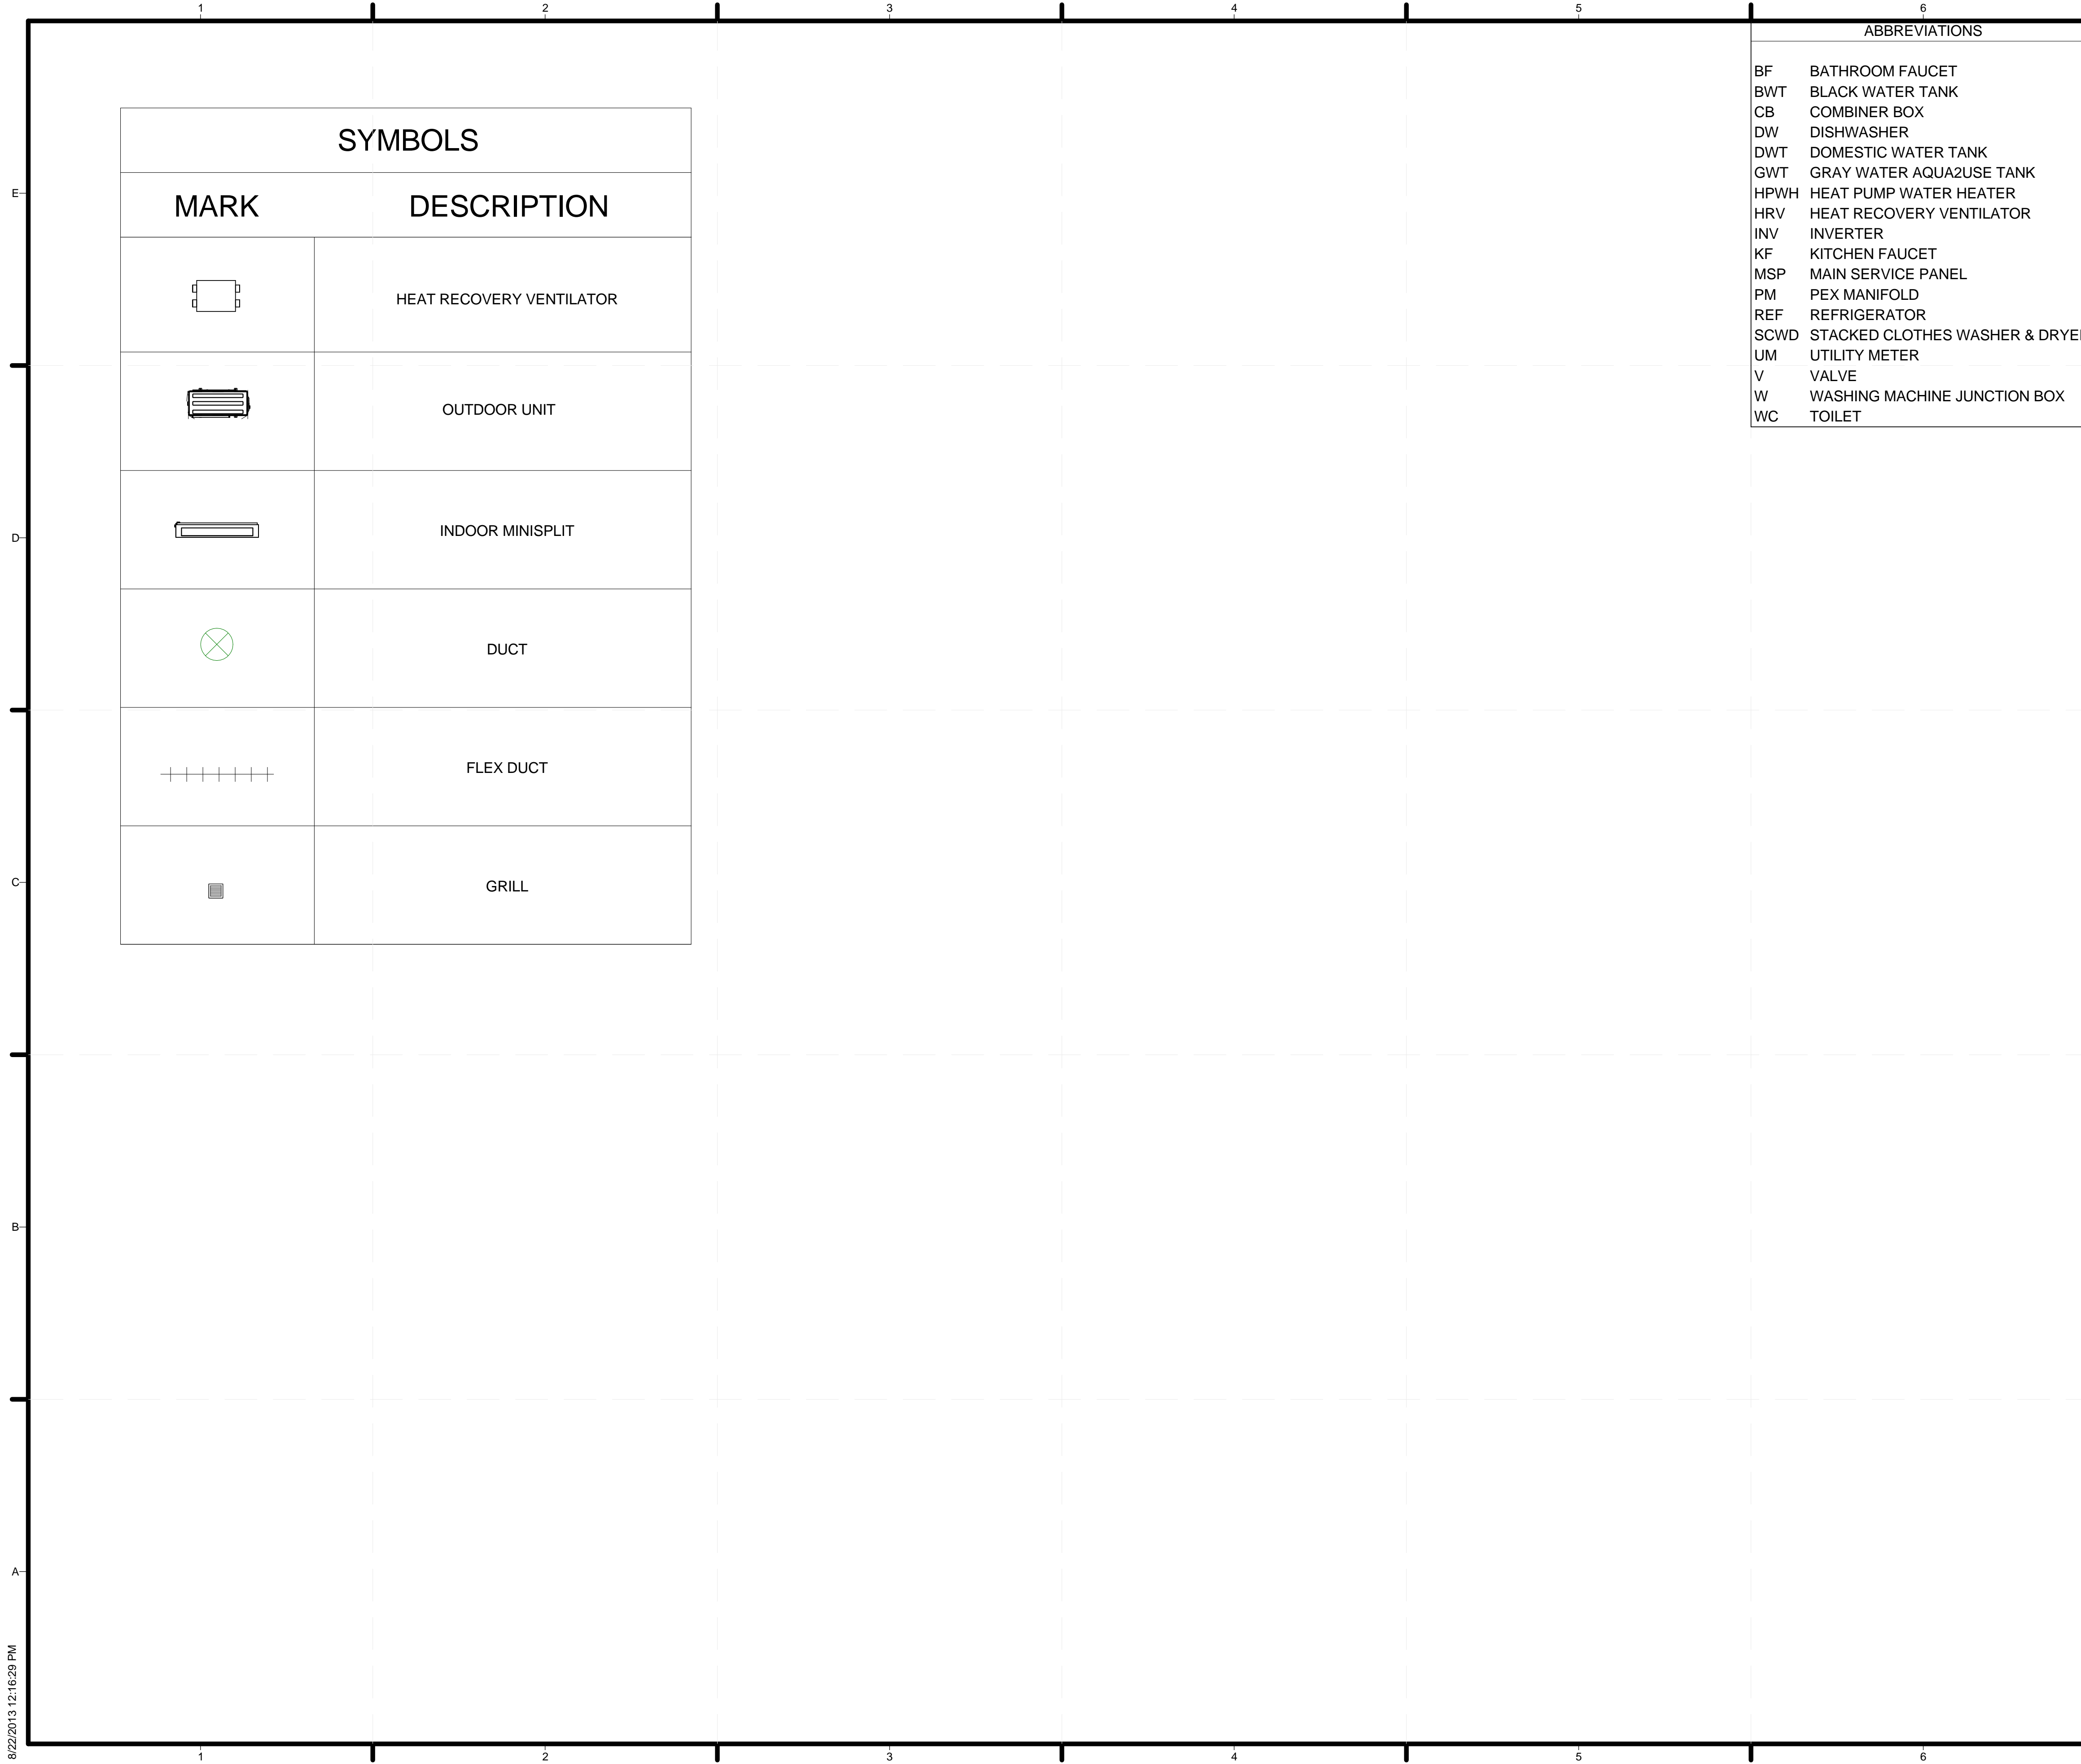 1 2 3 4 5 6
ABBREVIATIONS
BF BATHROOM FAUCET
BWT BLACK WATER TANK
CB COMBINER BOX
DW DISHWASHER
DWT DOMESTIC WATER TANK
GWT GRAY WATER AQUA2USE TANK
HPWH HEAT PUMP WATER HEATER
HRV HEAT RECOVERY VENTILATOR
INV INVERTER
KF KITCHEN FAUCET
MSP MAIN SERVICE PANEL
PM PEX MANIFOLD
REF REFRIGERATOR
SCWD STACKED CLOTHES WASHER & DRYE
UM UTILITY METER
V VALVE
W WASHING MACHINE JUNCTION BOX
WC TOILET
SYMBOLS
MARK DESCRIPTION
HEAT RECOVERY VENTILATOR
OUTDOOR UNIT
INDOOR MINISPLIT
DUCT
FLEX DUCT
GRILL
E
D
C
B
A
8/22/2013 12:16:29 PM
1 2 3 4 5 6